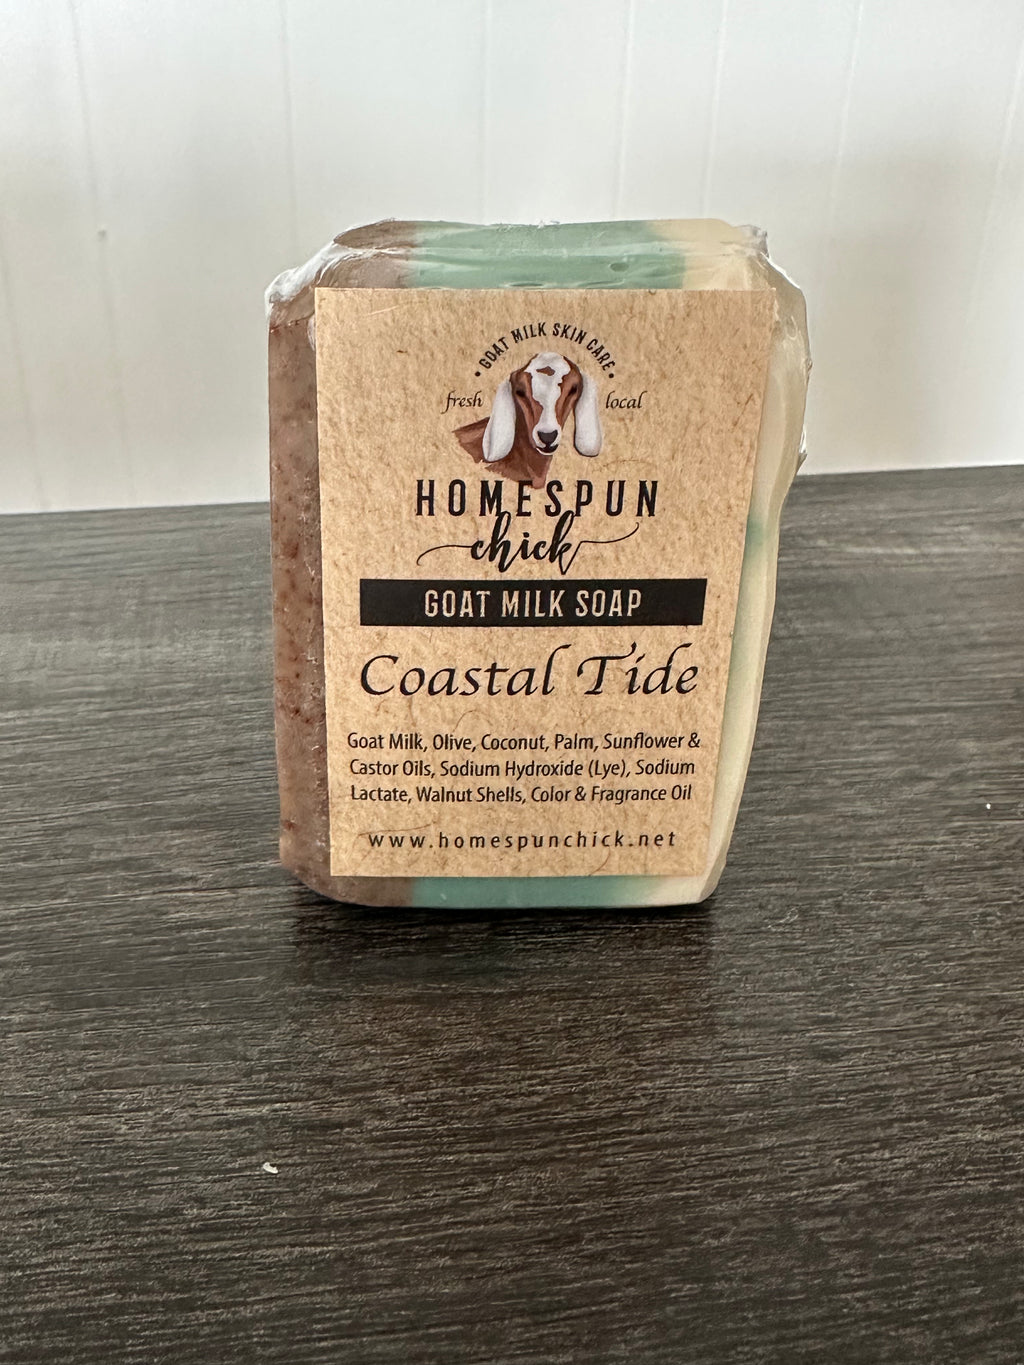 • GOAT MILK SKIN CARE •
fresh local
HOMESPUN
chick
GOAT MILK SOAP
Coastal Tide
Goat Milk, Olive, Coconut, Palm, Sunflower &
Castor Oils, Sodium Hydroxide (Lye), Sodium
Lactate, Walnut Shells, Color & Fragrance Oil
www.homespunchick.net